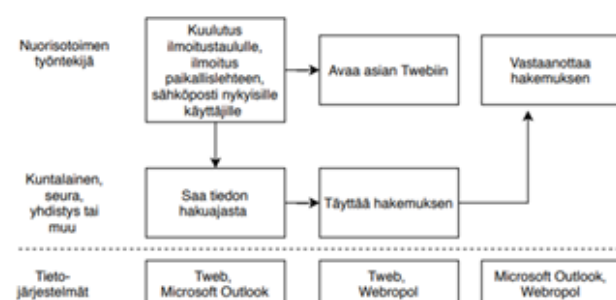 Nuorisotoimen
työntekijä
Kuulutus
ilmoitustaululle,
ilmoitus
paikallislehteen,
sähköposti nykyisille
käyttäjille
Avaa asian Twebiin
Vastaanottaa
hakemuksen
Kuntalainen,
seura,
yhdistys tai
muu
Saa tiedon
hakuajasta
Täyttää hakemuksen
Tieto-
järjestelmät
Tweb,
Microsoft Outlook
Tweb,
Webropol
Microsoft Outlook,
Webropol